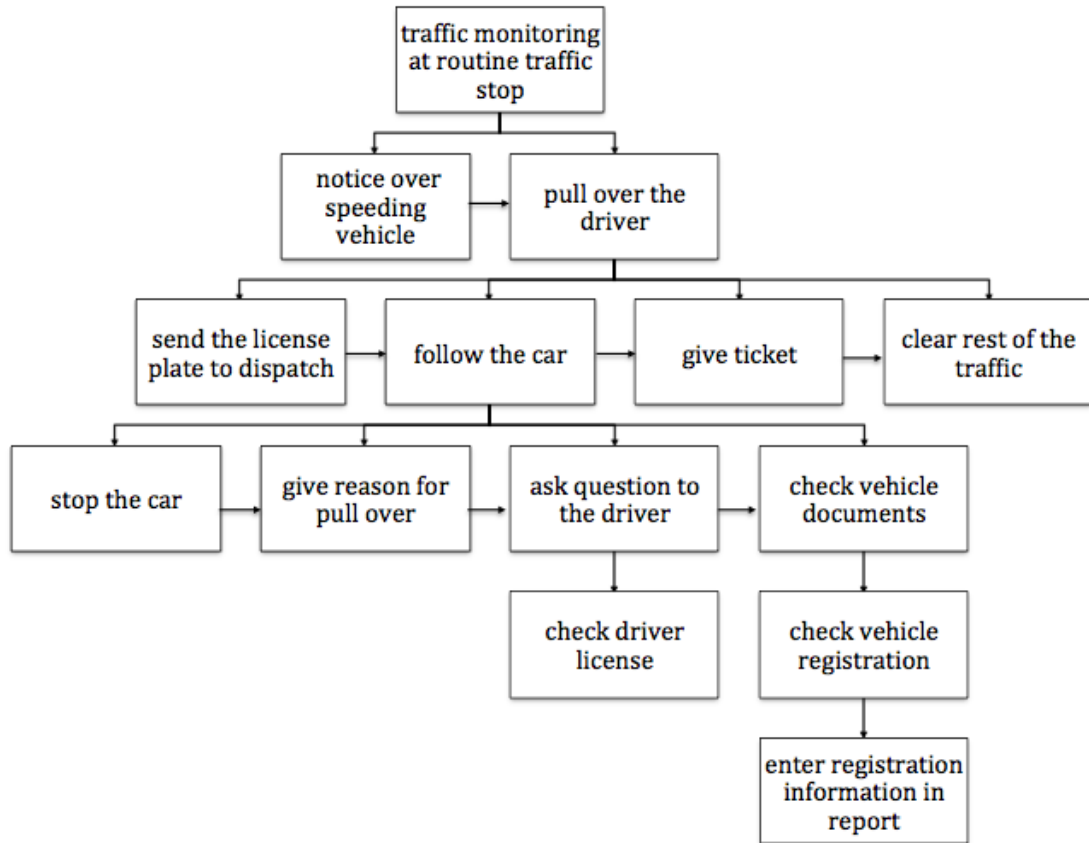 traffic monitoring
at routine traffic
stop
notice over
speeding
vehicle
pull over the
driver
send the license
plate to dispatch
follow the car
give ticket
clear rest of the
traffic
stop the car
give reason for
pull over
ask question to
the driver
check vehicle
documents
check driver
license
check vehicle
registration
enter registration
information in
report